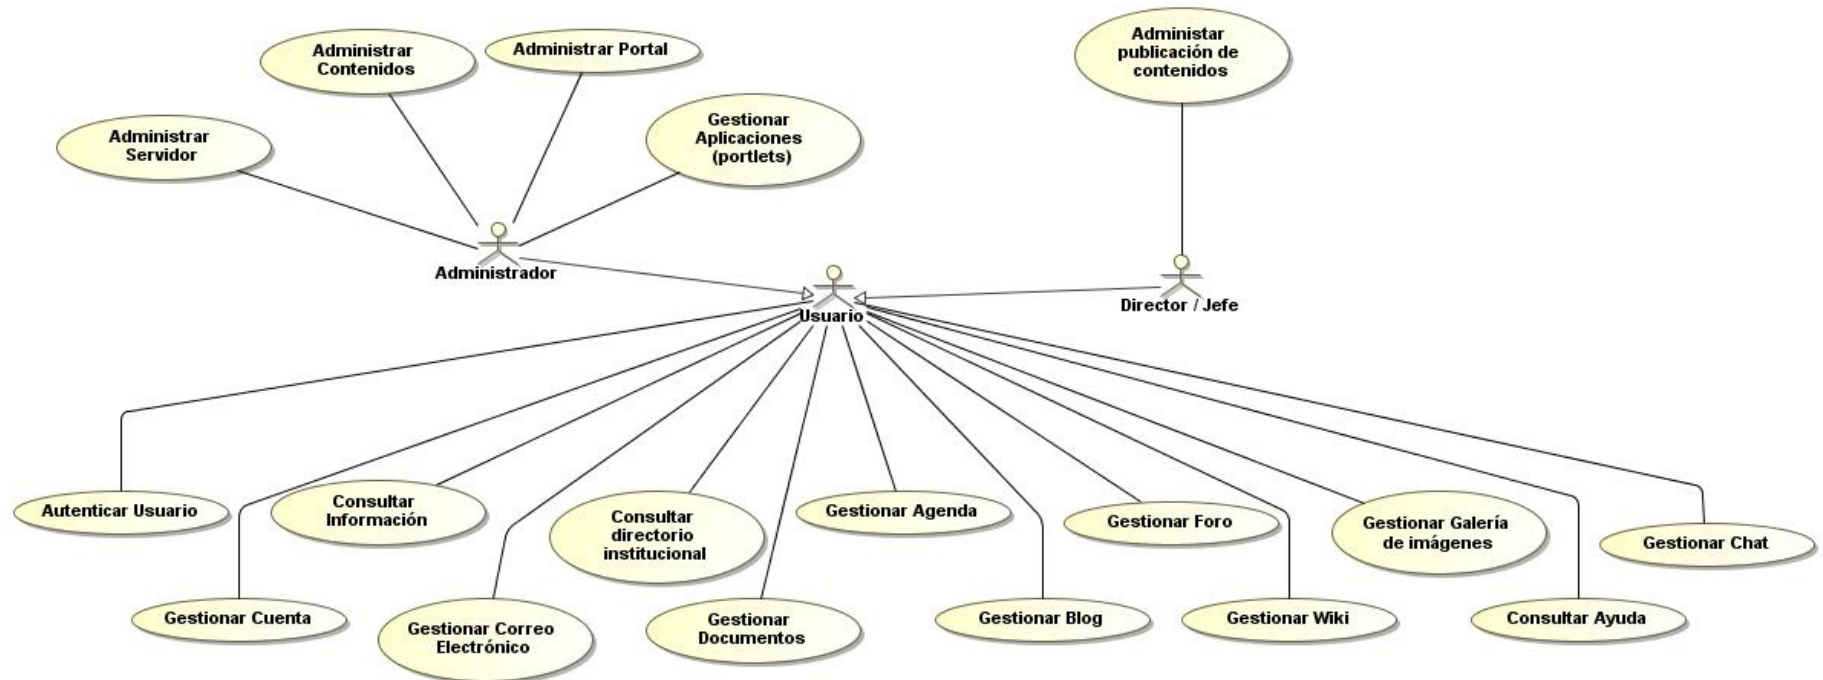 Administrar
Contenidos
Administrar Portal
Administar
publicación de
contenidos
Administrar
Servidor
Gestionar
Aplicaciones
(portlets)
Administrador
Usuario
Director / Jefe
Autenticar Usuario
Consultar
Información
Consultar
directorio
institucional
Gestionar Agenda
Gestionar Foro
Gestionar Galería
de imágenes
Gestionar Chat
Gestionar Cuenta
Gestionar Correo
Electrónico
Gestionar
Documentos
Gestionar Blog
Gestionar Wiki
Consultar Ayuda